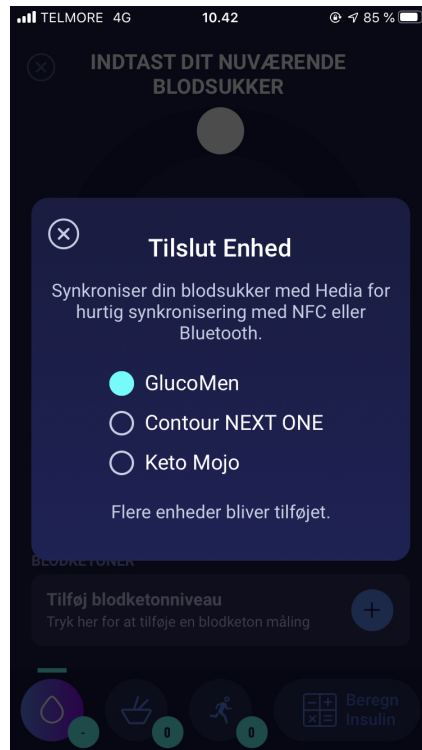 TELMORE 4G 10.42 85 %
INDTAST DIT NUVÆRENDE
BLODSUKKER
Tilslut Enhed
Synkroniser din blodsukker med Hedia for
hurtig synkronisering med NFC eller
Bluetooth.
GlucoMen
Contour NEXT ONE
Keto Mojo
Flere enheder bliver tilføjet.
BLODKETONER
Tilføj blodketonniveau
Tryk her for at tilføje en blodketon måling
- 0 0
Beregn
Insulin